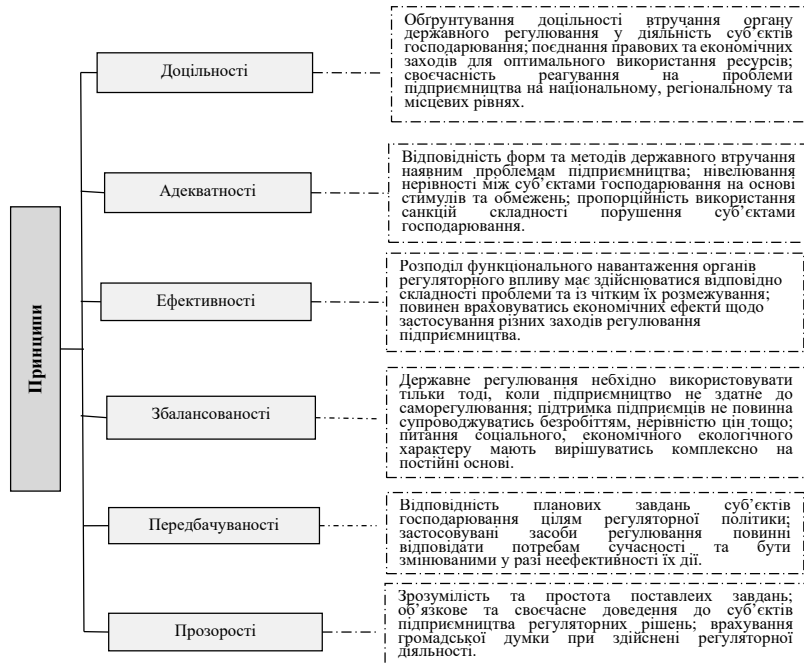 Принципи
Доцільності
Обґрунтування доцільності втручання органу
державного регулювання у діяльність суб’єктів
господарювання; поєднання правових та економічних
заходів для оптимального використання ресурсів;
своєчасність реагування на проблеми
підприємництва на національному, регіональному та
місцевих рівнях.
Адекватності
Відповідність форм та методів державного втручання
наявним проблемам підприємництва; нівелювання
нерівності між суб’єктами господарювання на основі
стимулів та обмежень; пропорційність використання
санкцій складності порушення суб’єктами
господарювання.
Ефективності
Розподіл функціонального навантаження органів
регуляторного впливу має здійснюватися відповідно
складності проблеми та із чітким їх розмежування;
повинен враховуватись економічних ефекти щодо
застосування різних заходів регулювання
підприємництва.
Збалансованості
Державне регулювання небхідно використовувати
тільки тоді, коли підприємництво не здатне до
саморегулювання; підтримка підприємців не повинна
супроводжуватись безробіттям, нерівністю цін тощо;
питання соціального, економічного екологічного
характеру мають вирішуватись комплексно на
постійні основі.
Передбачуваності
Відповідність планових завдань суб’єктів
господарювання цілям регуляторної політики;
застосовувані засоби регулювання повинні
відповідати потребам сучасності та бути
змінюваними у разі неефективності їх дії.
Прозорості
Зрозумілість та простота поставлеих завдань;
об’язкове та своєчасне доведення до суб’єктів
підприємництва регуляторних рішень; врахування
громадської думки при здійснені регуляторної
діяльності.